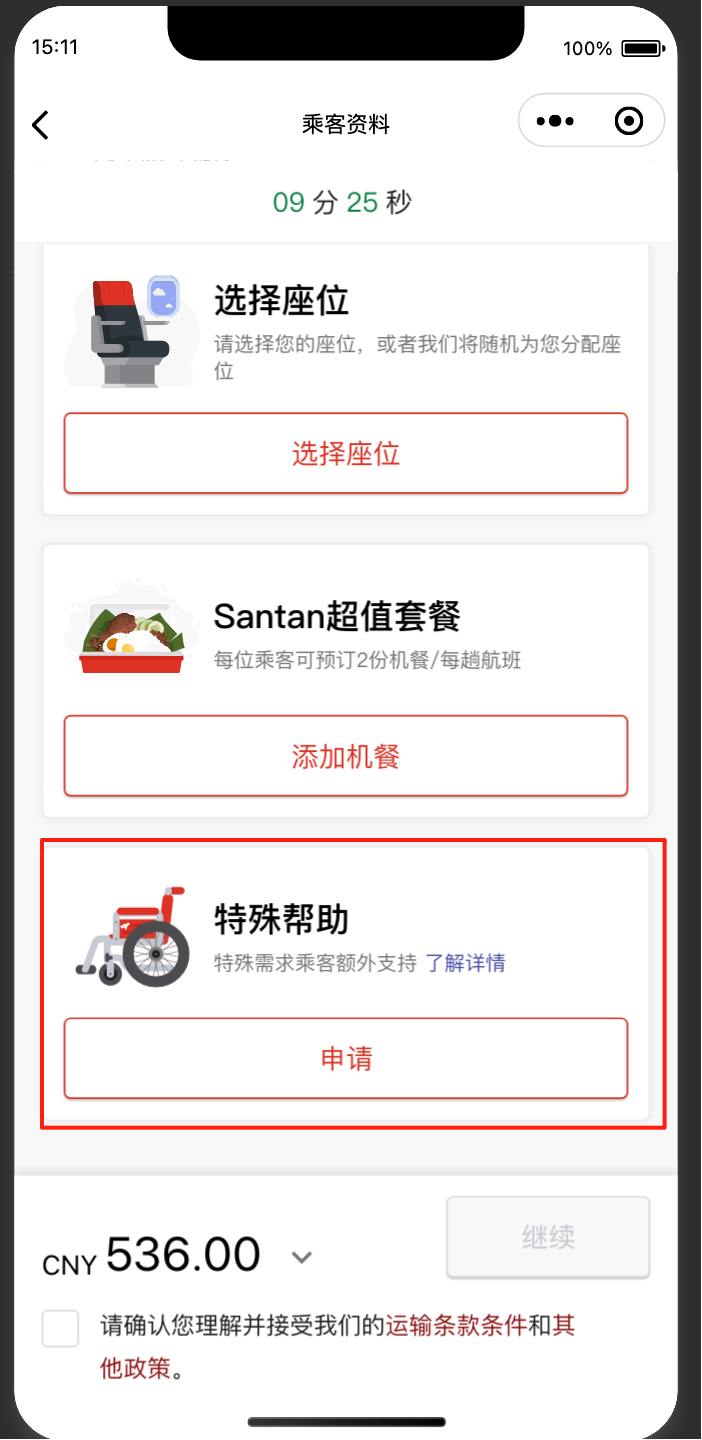 15:11
100%
乘客资料
09 分 25 秒
选择座位
请选择您的座位，或者我们将随机为您分配座
位
选择座位
Santan超值套餐
每位乘客可预订2份机餐/每趟航班
添加机餐
特殊帮助
特殊需求乘客额外支持 了解详情
申请
CNY 536.00
继续
请确认您理解并接受我们的运输条款条件和其
他政策。